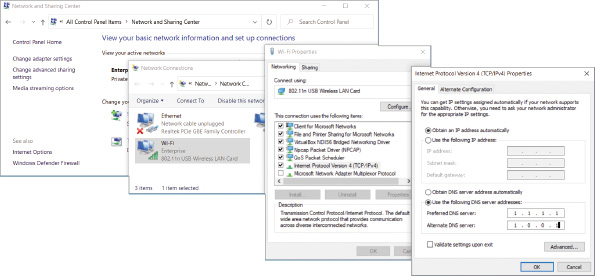 Network and Sharing Center
All Control Panel Items
Network and Sharing Center
Search Control Panel
Control Panel Home
Change adapter settings
Change advanced sharing
settings
Media streaming options
See also
Internet Options
Windows Defender Firewall
View your basic network information and set up connections
View your active networks
Enterp
Private
Change your
Network Connections
Netw...
Network C...
Organize
Connect To
Disable this netwo
Ethernet
Network cable unplugged
Realtek PCIe GBE Family Controller
Wi-Fi
Enterprise
802.11n USB Wireless LAN Card
3 items
1 item selected
Wi-Fi Properties
Networking
Sharing
Connect using:
802.11n USB Wireless LAN Card
Configure...
This connection uses the following items:
Client for Microsoft Networks
File and Printer Sharing for Microsoft Networks
VirtualBox NDIS6 Bridged Networking Driver
Npcap Packet Driver (NPCAP)
QoS Packet Scheduler
Internet Protocol Version 4 (TCP/IPv4)
Microsoft Network Adapter Multiplexor Protocol
Install...
Uninstall
Properties
Description
Transmission Control Protocol/Internet Protocol. The default
wide area network protocol that provides communication
across diverse interconnected networks.
OK
Canc
Internet Protocol Version 4 (TCP/IPv4) Properties
General
Alternate Configuration
You can get IP settings assigned automatically if your network supports
this capability. Otherwise, you need to ask your network administrator
for the appropriate IP settings.
Obtain an IP address automatically
Use the following IP address:
IP address:
Subnet mask:
Default gateway:
Obtain DNS server address automatically
Use the following DNS server addresses:
Preferred DNS server:
1 . 1 . 1 . 1
Alternate DNS server:
1 . 0 . 0 . 1
Validate settings upon exit
Advanced...
OK
Cancel